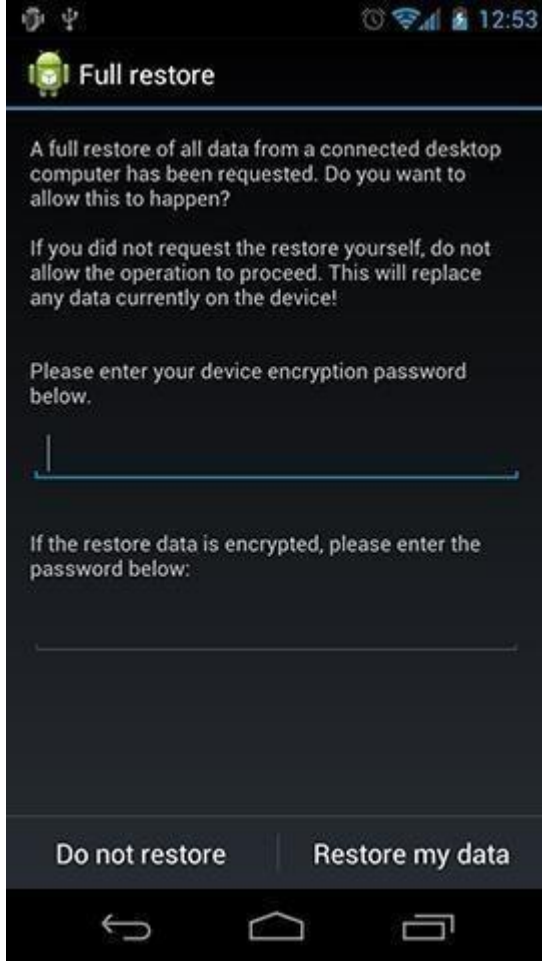 12:53
Full restore
A full restore of all data from a connected desktop
computer has been requested. Do you want to
allow this to happen?
If you did not request the restore yourself, do not
allow the operation to proceed. This will replace
any data currently on the device!
Please enter your device encryption password
below.
If the restore data is encrypted, please enter the
password below:
Do not restore
Restore my data